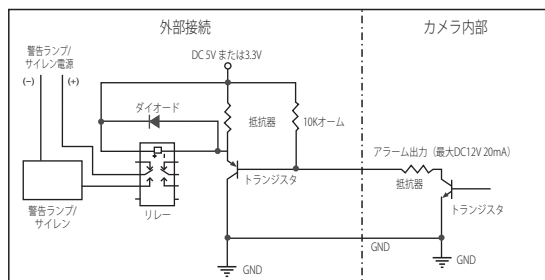 外部接続
カメラ内部
警告ランプ/
サイレン電源
(−)
(+)
DC 5V または3.3V
ダイオード
抵抗器
10Kオーム
アラーム出力（最大DC12V 20mA）
抵抗器
トランジスタ
トランジスタ
リレー
警告ランプ/
サイレン
GND
GND
GND